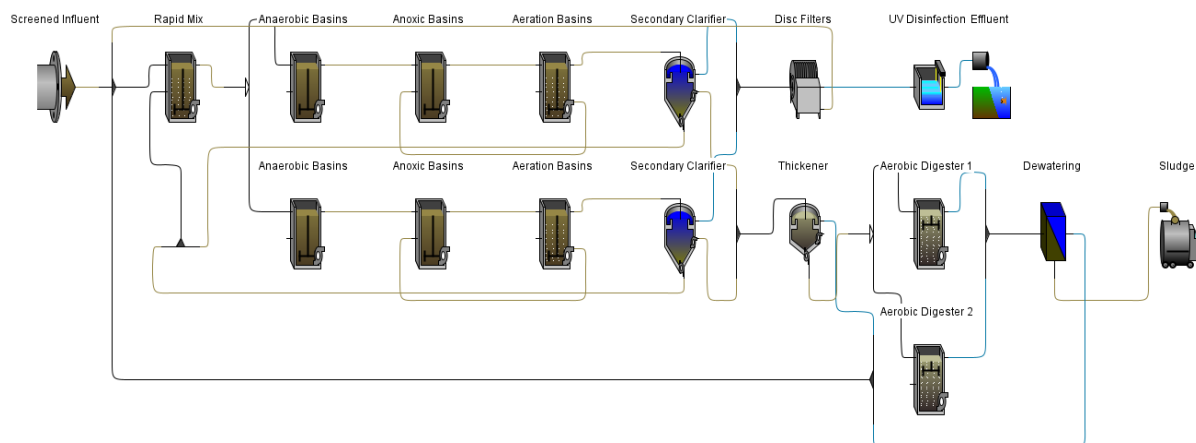 Screened Influent
Rapid Mix
Anaerobic Basins
Anoxic Basins
Aeration Basins
Secondary Clarifier
Disc Filters
UV Disinfection
Effluent
Anaerobic Basins
Anoxic Basins
Aeration Basins
Secondary Clarifier
Thickener
Aerobic Digester 1
Dewatering
Sludge
Aerobic Digester 2